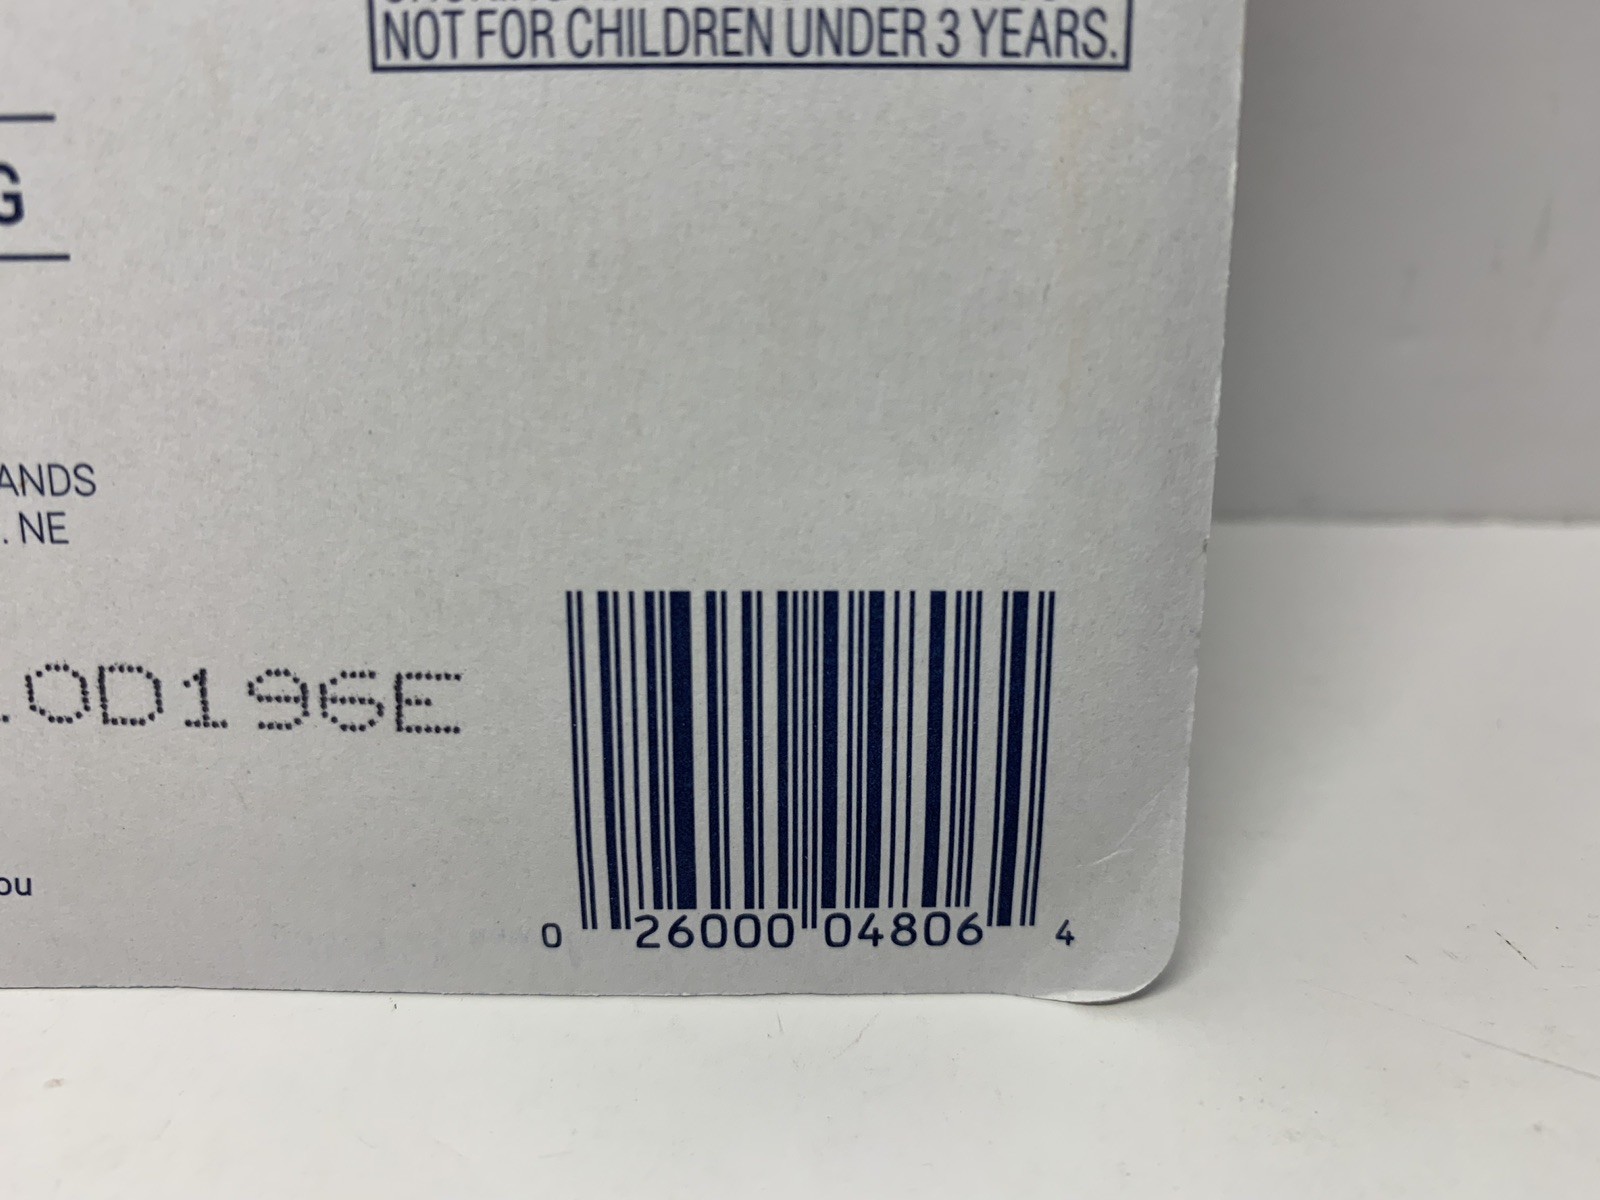 NOT FOR CHILDREN UNDER 3 YEARS.
G
ANDS
. NE
.0D196E
ou
0 26000 04806 4